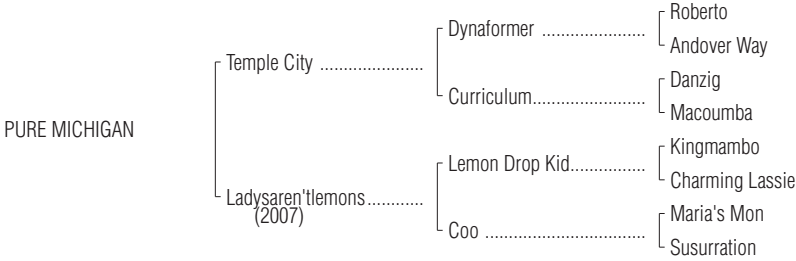 Roberto
Dynaformer ......................
Andover Way
Temple City ......................
Danzig
Curriculum........................
Macoumba
PURE MICHIGAN
Kingmambo
Lemon Drop Kid................
Charming Lassie
Ladysaren'tlemons............
(2007)
Maria's Mon
Coo ..................................
Susurration